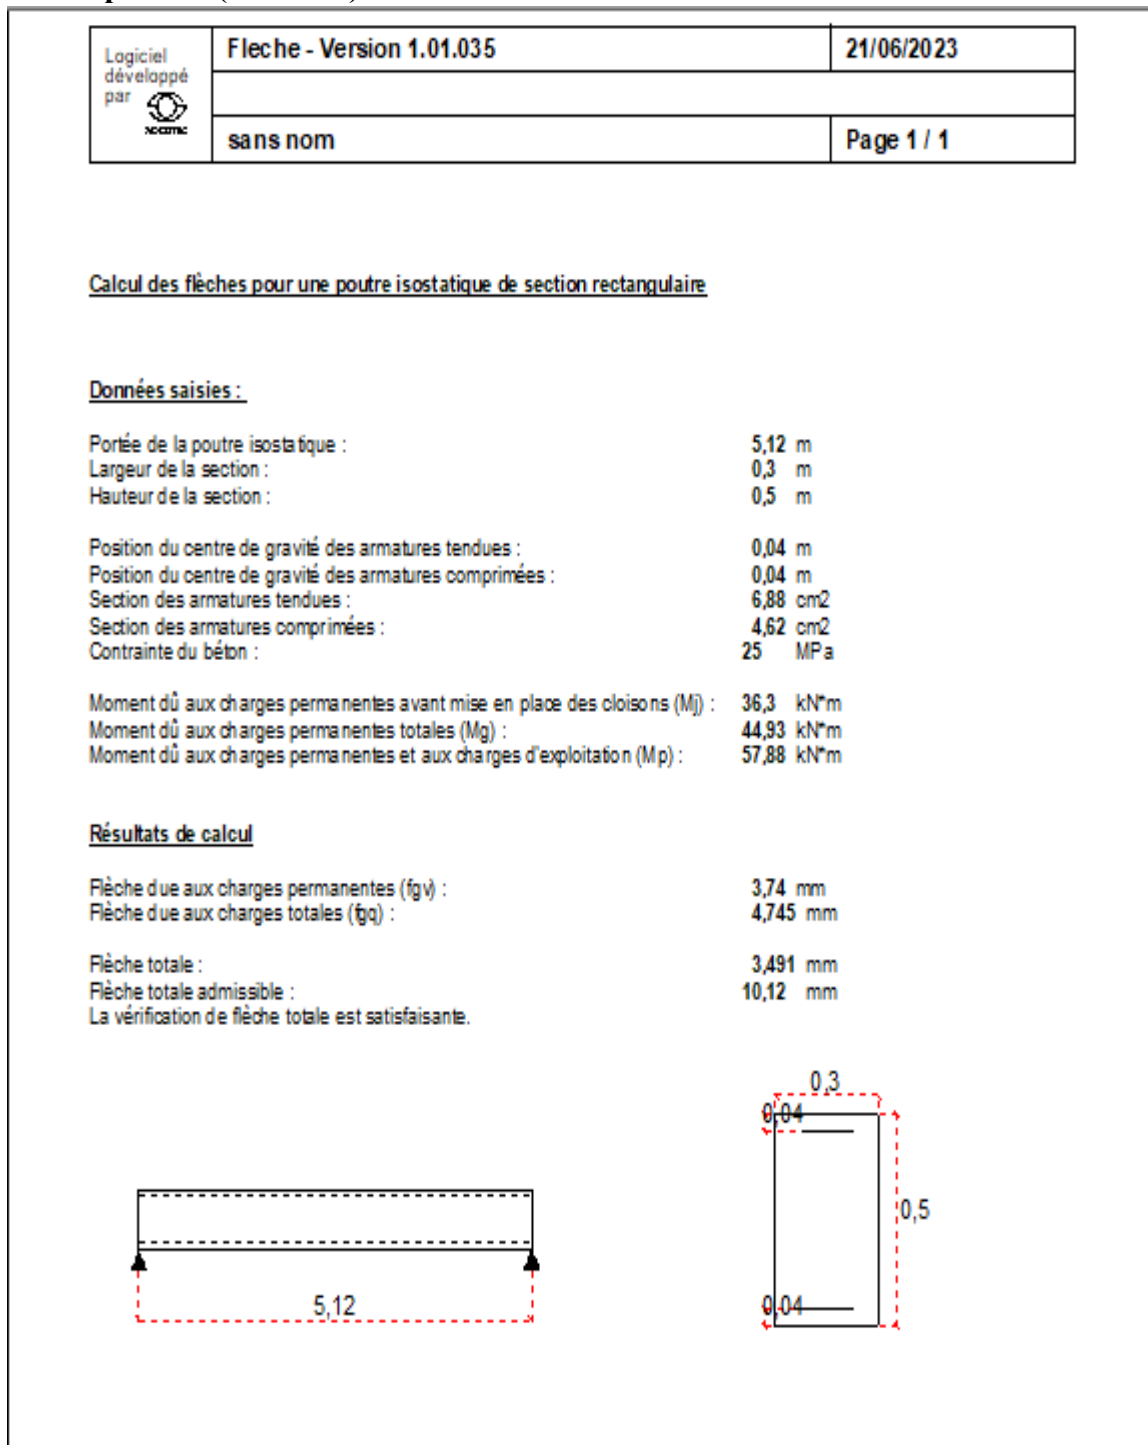 Logiciel
développé
par
SOCOTEC
Fleche - Version 1.01.035 21/06/2023
sans nom Page 1 / 1
Calcul des flèches pour une poutre isostatique de section rectangulaire
Données saisies :
Portée de la poutre isostatique : 5,12 m
Largeur de la section : 0,3 m
Hauteur de la section : 0,5 m
Position du centre de gravité des armatures tendues : 0,04 m
Position du centre de gravité des armatures comprimées : 0,04 m
Section des armatures tendues : 6,88 cm2
Section des armatures comprimées : 4,62 cm2
Contrainte du béton : 25 MPa
Moment dû aux charges permanentes avant mise en place des cloisons (Mj) : 36,3 kN*m
Moment dû aux charges permanentes totales (Mg) : 44,93 kN*m
Moment dû aux charges permanentes et aux charges d'exploitation (Mp) : 57,88 kN*m
Résultats de calcul
Flèche due aux charges permanentes (fgv) : 3,74 mm
Flèche due aux charges totales (fgq) : 4,745 mm
Flèche totale : 3,491 mm
Flèche totale admissible : 10,12 mm
La vérification de flèche totale est satisfaisante.
0,3
0,04
0,5
0,04
5,12